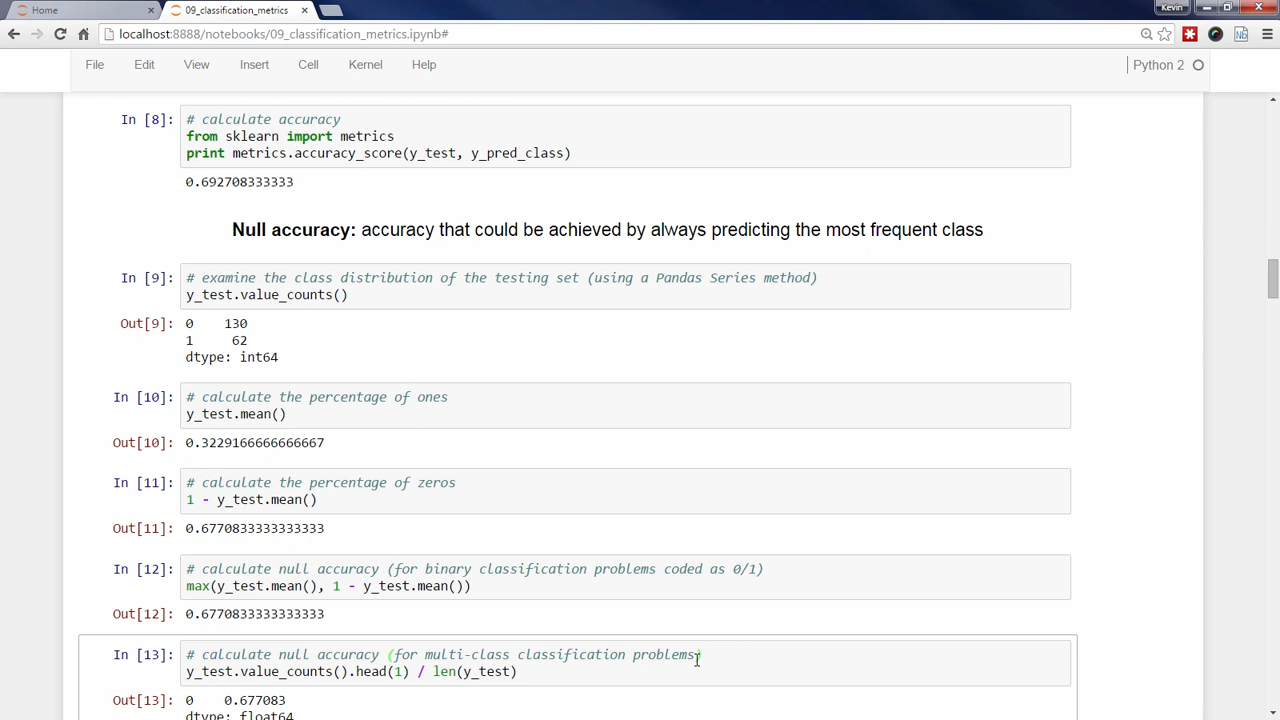 Home
09_classification_metrics
Kevin
localhost:8888/notebooks/09_classification_metrics.ipynb#
File Edit View Insert Cell Kernel Help Python 2
In [8]: # calculate accuracy
from sklearn import metrics
print metrics.accuracy_score(y_test, y_pred_class)
0.692708333333
Null accuracy: accuracy that could be achieved by always predicting the most frequent class
In [9]: # examine the class distribution of the testing set (using a Pandas Series method)
y_test.value_counts()
Out[9]: 0 130
1 62
dtype: int64
In [10]: # calculate the percentage of ones
y_test.mean()
Out[10]: 0.3229166666666667
In [11]: # calculate the percentage of zeros
1 - y_test.mean()
Out[11]: 0.6770833333333333
In [12]: # calculate null accuracy (for binary classification problems coded as 0/1)
max(y_test.mean(), 1 - y_test.mean())
Out[12]: 0.6770833333333333
In [13]: # calculate null accuracy (for multi-class classification problems)
y_test.value_counts().head(1) / len(y_test)
Out[13]: 0 0.677083
dtype: float64